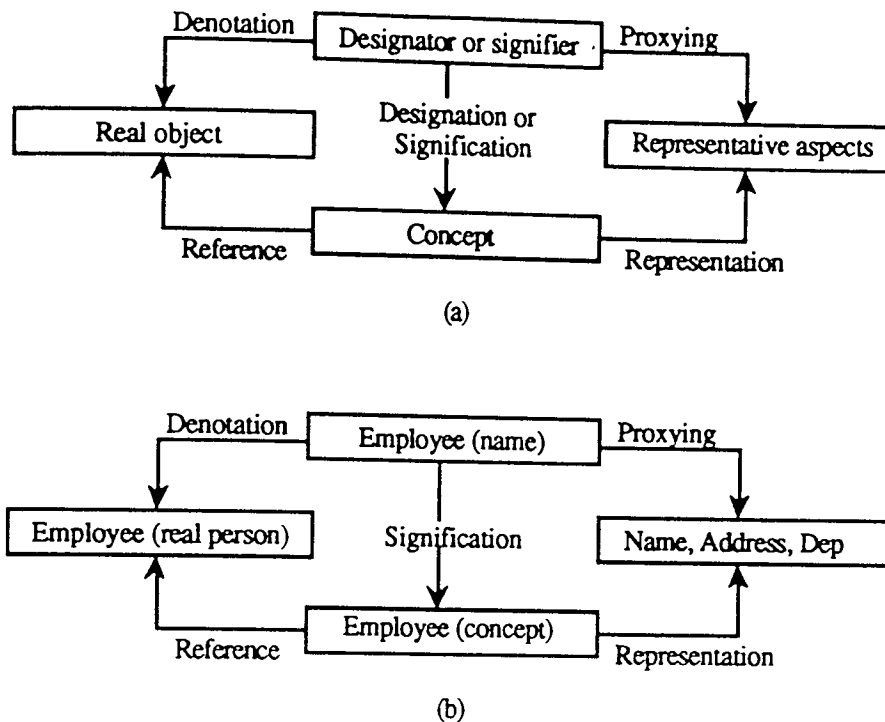 Denotation
Designator or signifier
Proxying
Real object
Designation or
Signification
Representative aspects
Reference
Concept
Representation
(a)
Denotation
Employee (name)
Proxying
Employee (real person)
Signification
Name, Address, Dep
Reference
Employee (concept)
Representation
(b)